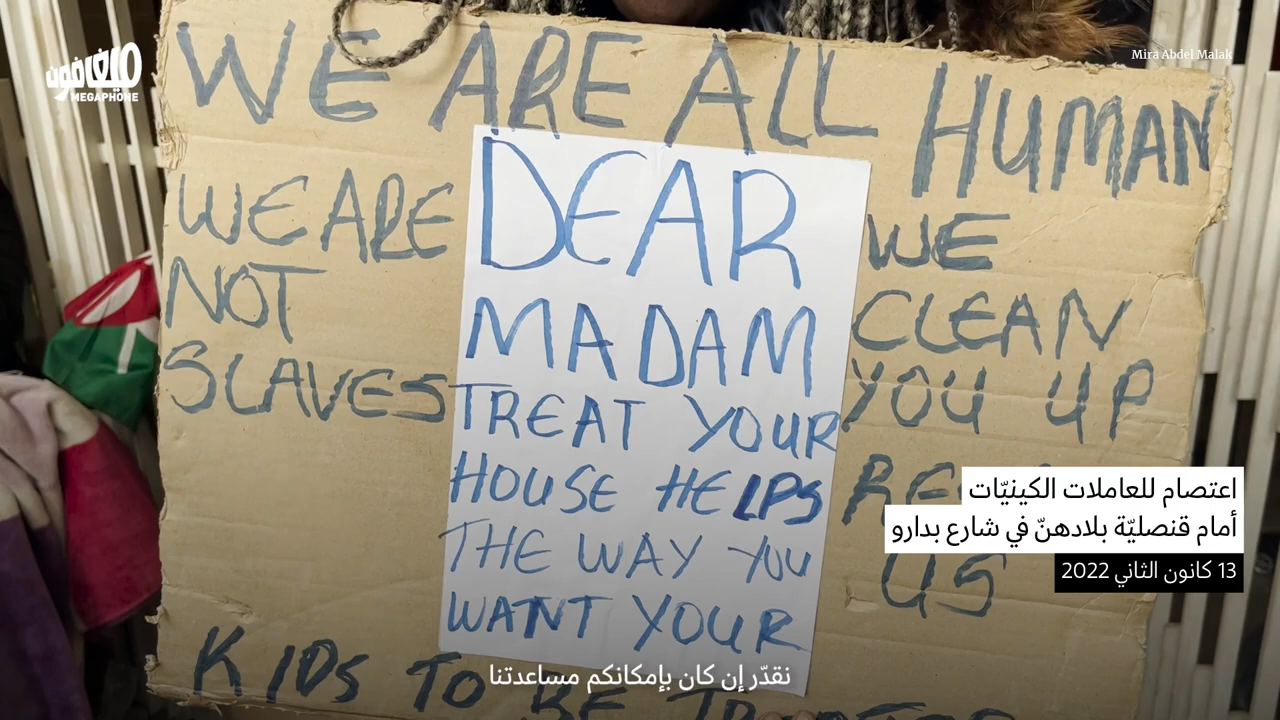 ميغافون
MEGAPHONE
Mira Abdel Malak
WE ARE ALL HUMAN
WE ARE
NOT
SLAVES
DEAR
MADAM
TREAT YOUR
HOUSE HELPS
THE WAY YOU
WANT YOUR
KIDS TO BE
WE
CLEAN
YOU UP
US
اعتصام للعاملات الكينيّات
أمام قنصليّة بلادهنّ في شارع بدارو
13 كانون الثاني 2022
نقدّر إن كان بإمكانكم مساعدتنا